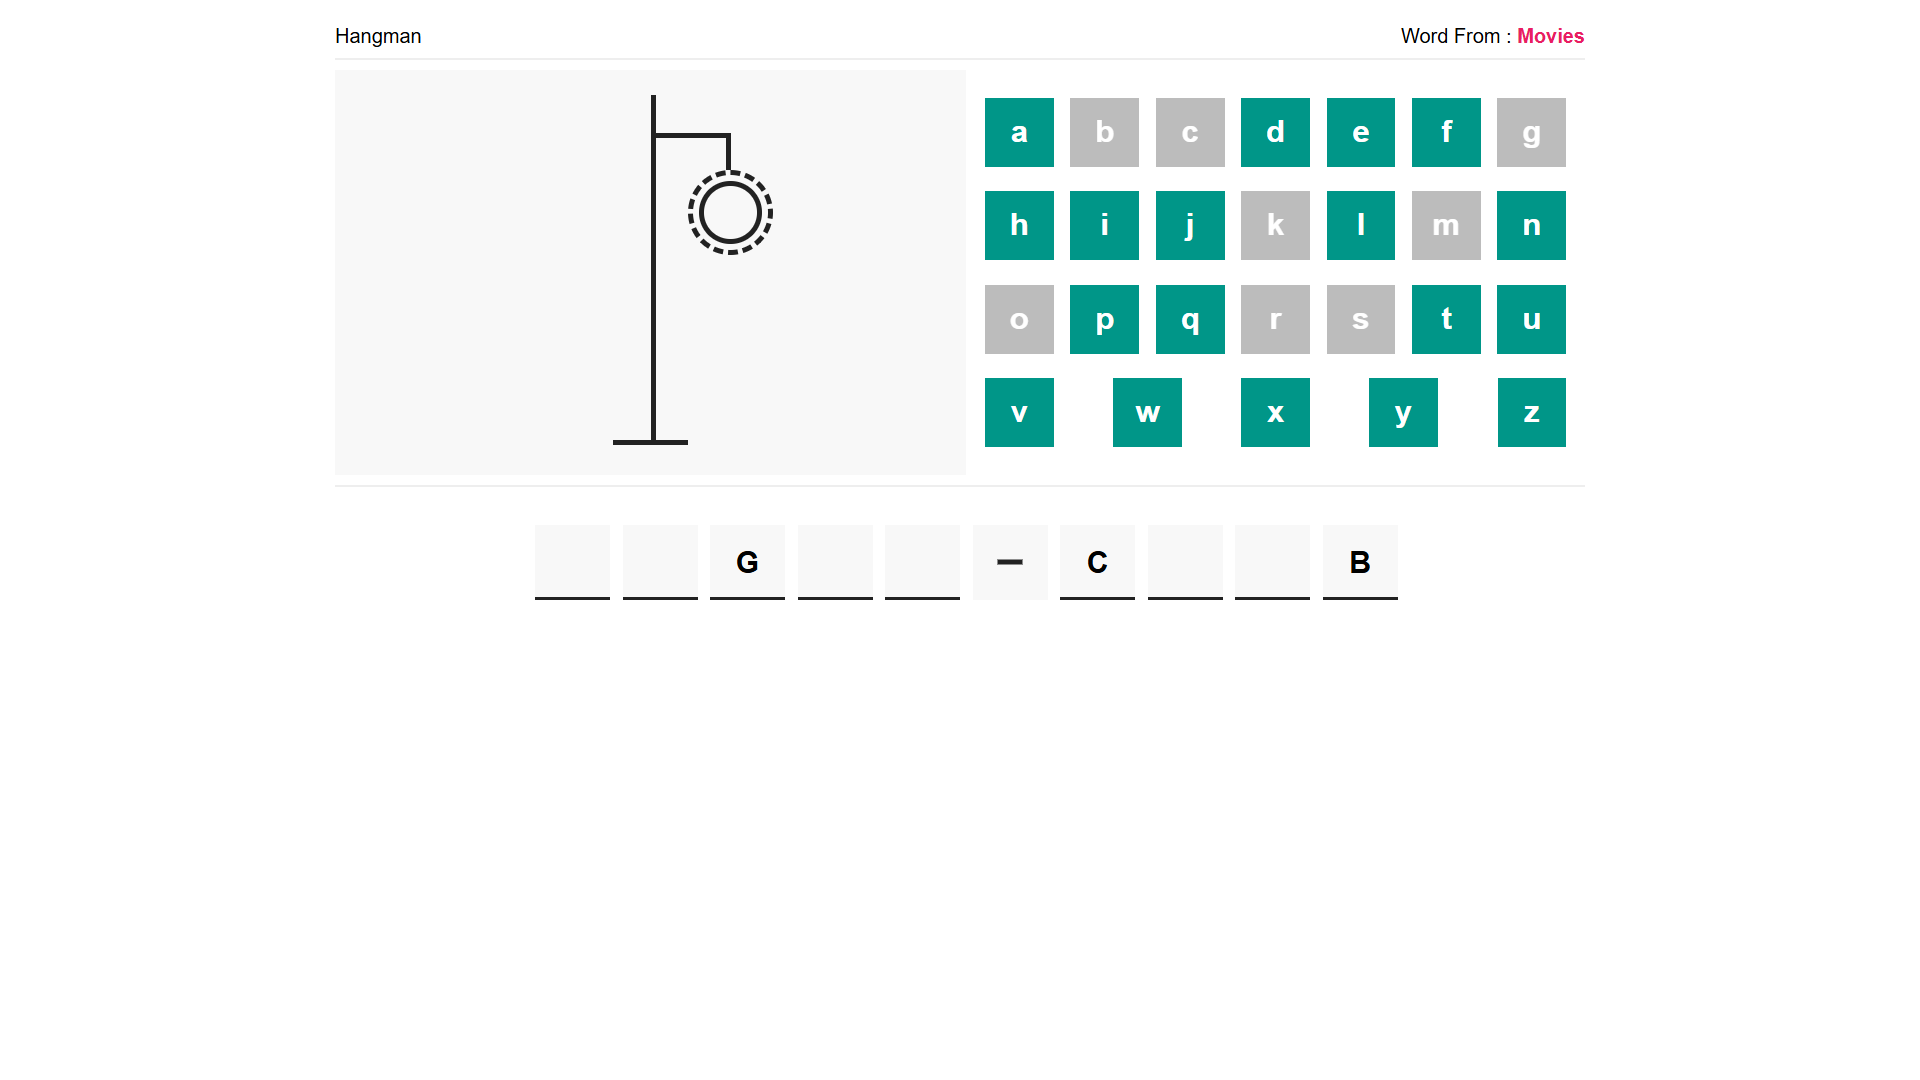 Hangman
Word From : Movies
a b c d e f g
h i j k l m n
o p q r s t u
v w x y z
G – C B